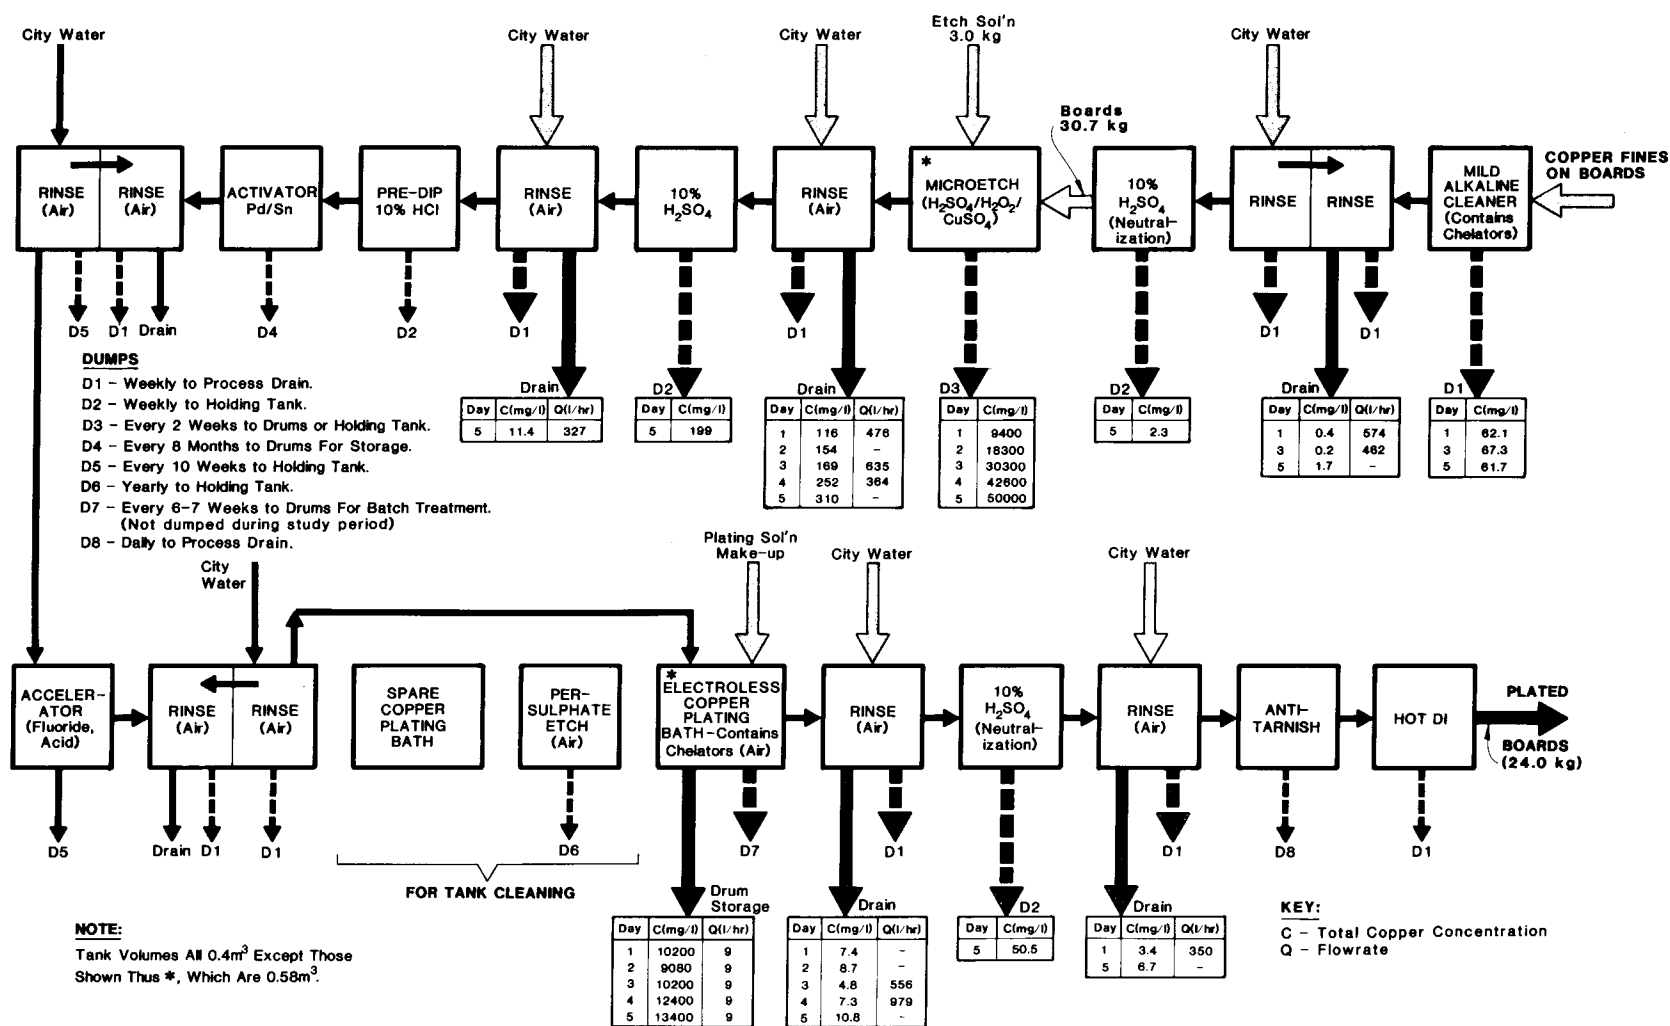 City Water
City Water
City Water
Etch Sol'n
3.0 kg
City Water
Boards
30.7 kg
COPPER FINES
ON BOARDS
RINSE
(Air)
RINSE
(Air)
ACTIVATOR
Pd/Sn
PRE-DIP
10% HCl
RINSE
(Air)
10%
H2SO4
RINSE
(Air)
*
MICROETCH
(H2SO4/H2O2/
CuSO4)
10%
H2SO4
(Neutral-
ization)
RINSE
RINSE
MILD
ALKALINE
CLEANER
(Contains
Chelators)
D5
D1
Drain
D4
D2
D1
D1
D1
D1
DUMPS
D1 - Weekly to Process Drain.
D2 - Weekly to Holding Tank.
D3 - Every 2 Weeks to Drums or Holding Tank.
D4 - Every 8 Months to Drums For Storage.
D5 - Every 10 Weeks to Holding Tank.
D6 - Yearly to Holding Tank.
D7 - Every 6-7 Weeks to Drums For Batch Treatment.
(Not dumped during study period)
D8 - Daily to Process Drain.
Drain
Day C(mg/l) Q(l/hr)
5 11.4 327
D2
Day C(mg/l)
5 199
Drain
Day C(mg/l) Q(l/hr)
1 116 476
2 154 -
3 169 635
4 252 364
5 310 -
D3
Day C(mg/l)
1 9400
2 18300
3 30300
4 42600
5 50000
D2
Day C(mg/l)
5 2.3
Drain
Day C(mg/l) Q(l/hr)
1 0.4 574
3 0.2 462
5 1.7 -
D1
Day C(mg/l)
1 62.1
3 67.3
5 61.7
City
Water
Plating Sol'n
Make-up
City Water
City Water
ACCELER-
ATOR
(Fluoride,
Acid)
RINSE
(Air)
RINSE
(Air)
SPARE
COPPER
PLATING
BATH
PER-
SULPHATE
ETCH
(Air)
*
ELECTROLESS
COPPER
PLATING
BATH-Contains
Chelators (Air)
RINSE
(Air)
10%
H2SO4
(Neutral-
ization)
RINSE
(Air)
ANTI-
TARNISH
HOT DI
PLATED
BOARDS
(24.0 kg)
D5
Drain
D1
D1
D6
D7
D1
D1
D8
D1
FOR TANK CLEANING
Drum
Storage
Day C(mg/l) Q(l/hr)
1 10200 9
2 9080 9
3 10200 9
4 12400 9
5 13400 9
Drain
Day C(mg/l) Q(l/hr)
1 7.4 -
2 8.7 -
3 4.8 556
4 7.3 979
5 10.8 -
D2
Day C(mg/l)
5 50.5
Drain
Day C(mg/l) Q(l/hr)
1 3.4 350
5 6.7 -
NOTE:
Tank Volumes All 0.4m3 Except Those
Shown Thus *, Which Are 0.58m3.
KEY:
C - Total Copper Concentration
Q - Flowrate